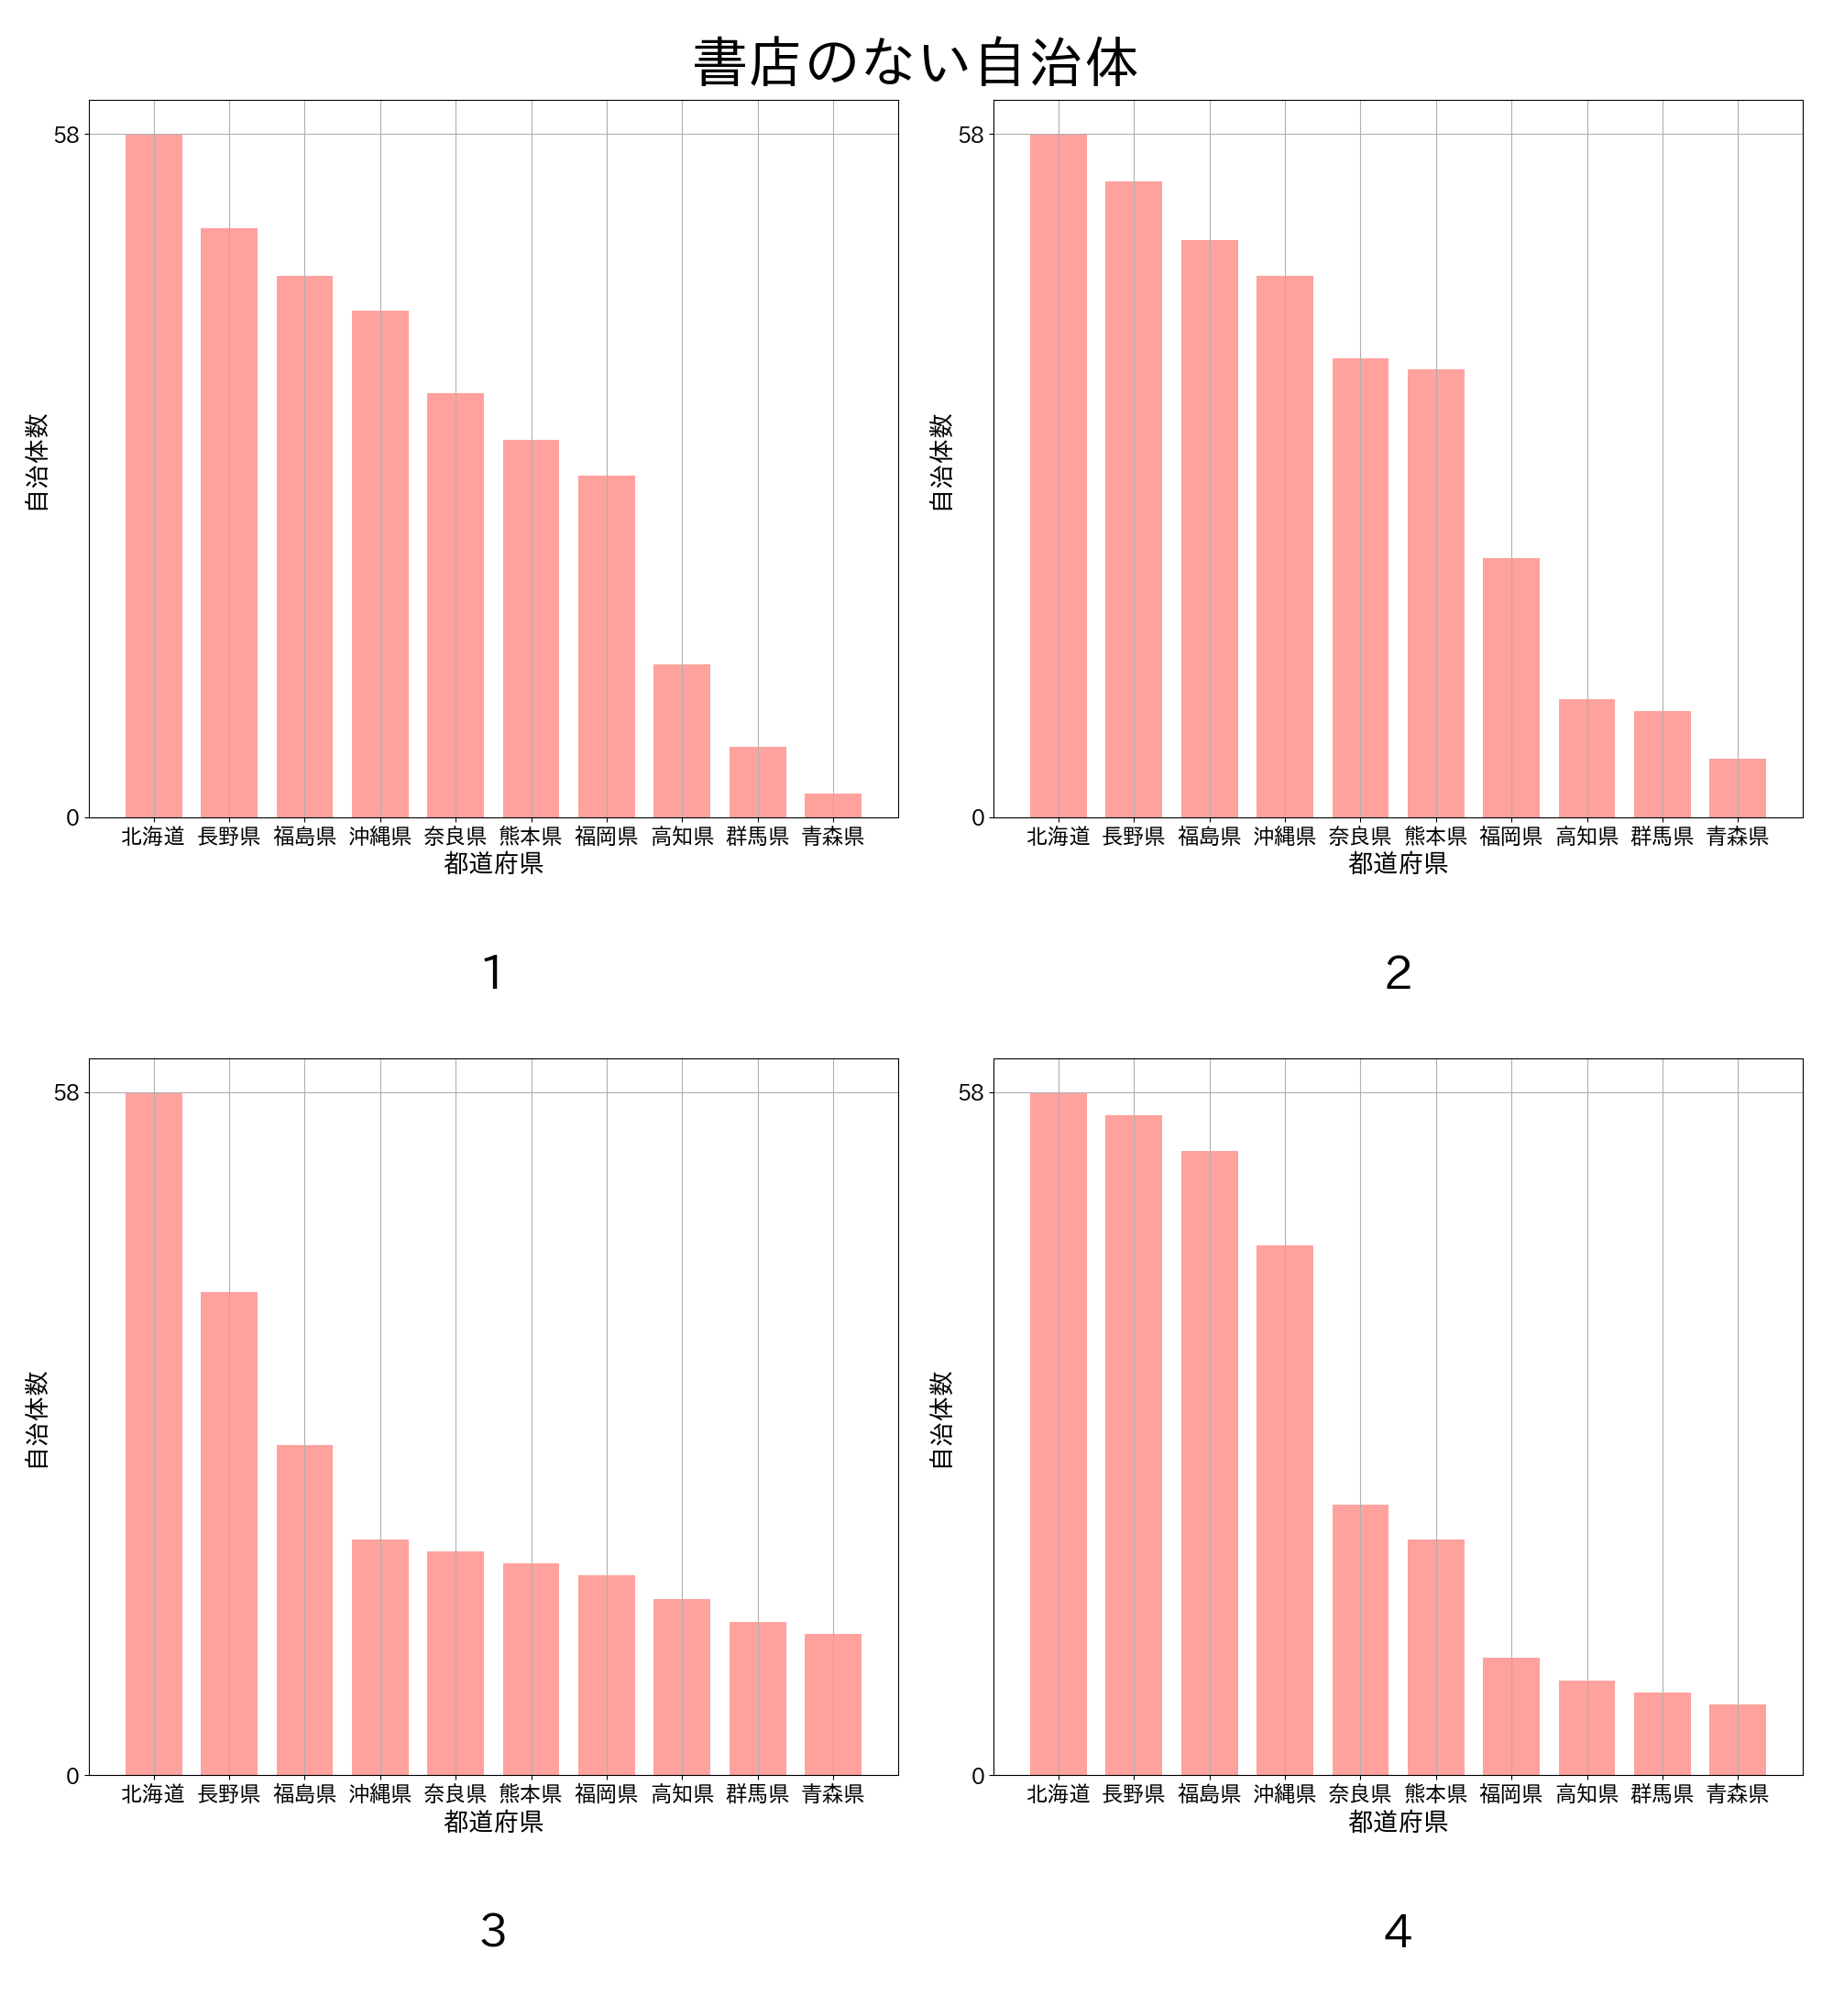 書店のない自治体
58
0
自治体数
北海道 長野県 福島県 沖縄県 奈良県 熊本県 福岡県 高知県 群馬県 青森県
都道府県
1
58
0
自治体数
北海道 長野県 福島県 沖縄県 奈良県 熊本県 福岡県 高知県 群馬県 青森県
都道府県
2
58
0
自治体数
北海道 長野県 福島県 沖縄県 奈良県 熊本県 福岡県 高知県 群馬県 青森県
都道府県
3
58
0
自治体数
北海道 長野県 福島県 沖縄県 奈良県 熊本県 福岡県 高知県 群馬県 青森県
都道府県
4